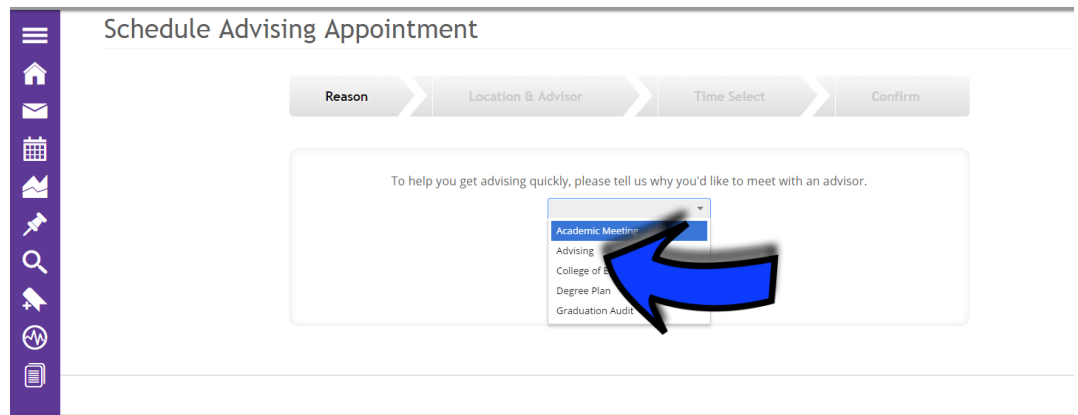 Schedule Advising Appointment
Reason
Location & Advisor
Time Select
Confirm
To help you get advising quickly, please tell us why you'd like to meet with an advisor.
Academic Meeting
Advising
College of
Degree Plan
Graduation Audit